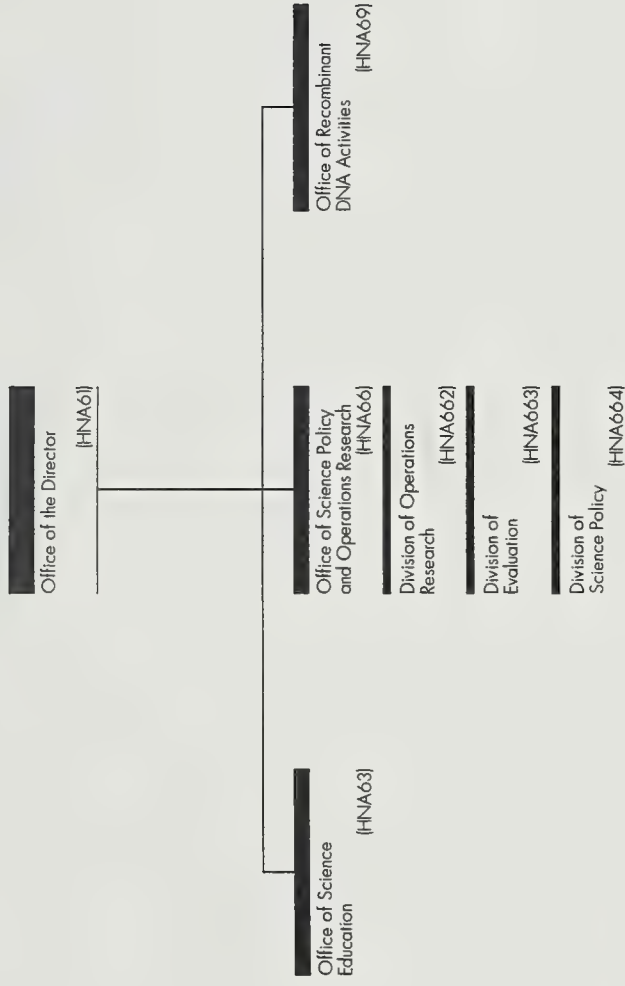 Office of the Director
(HNA61)
Office of Science
Education
(HNA63)
Office of Science Policy
and Operations Research
(HNA66)
Division of Operations
Research
(HNA662)
Division of
Evaluation
(HNA663)
Division of
Science Policy
(HNA664)
Office of Recombinant
DNA Activities
(HNA69)